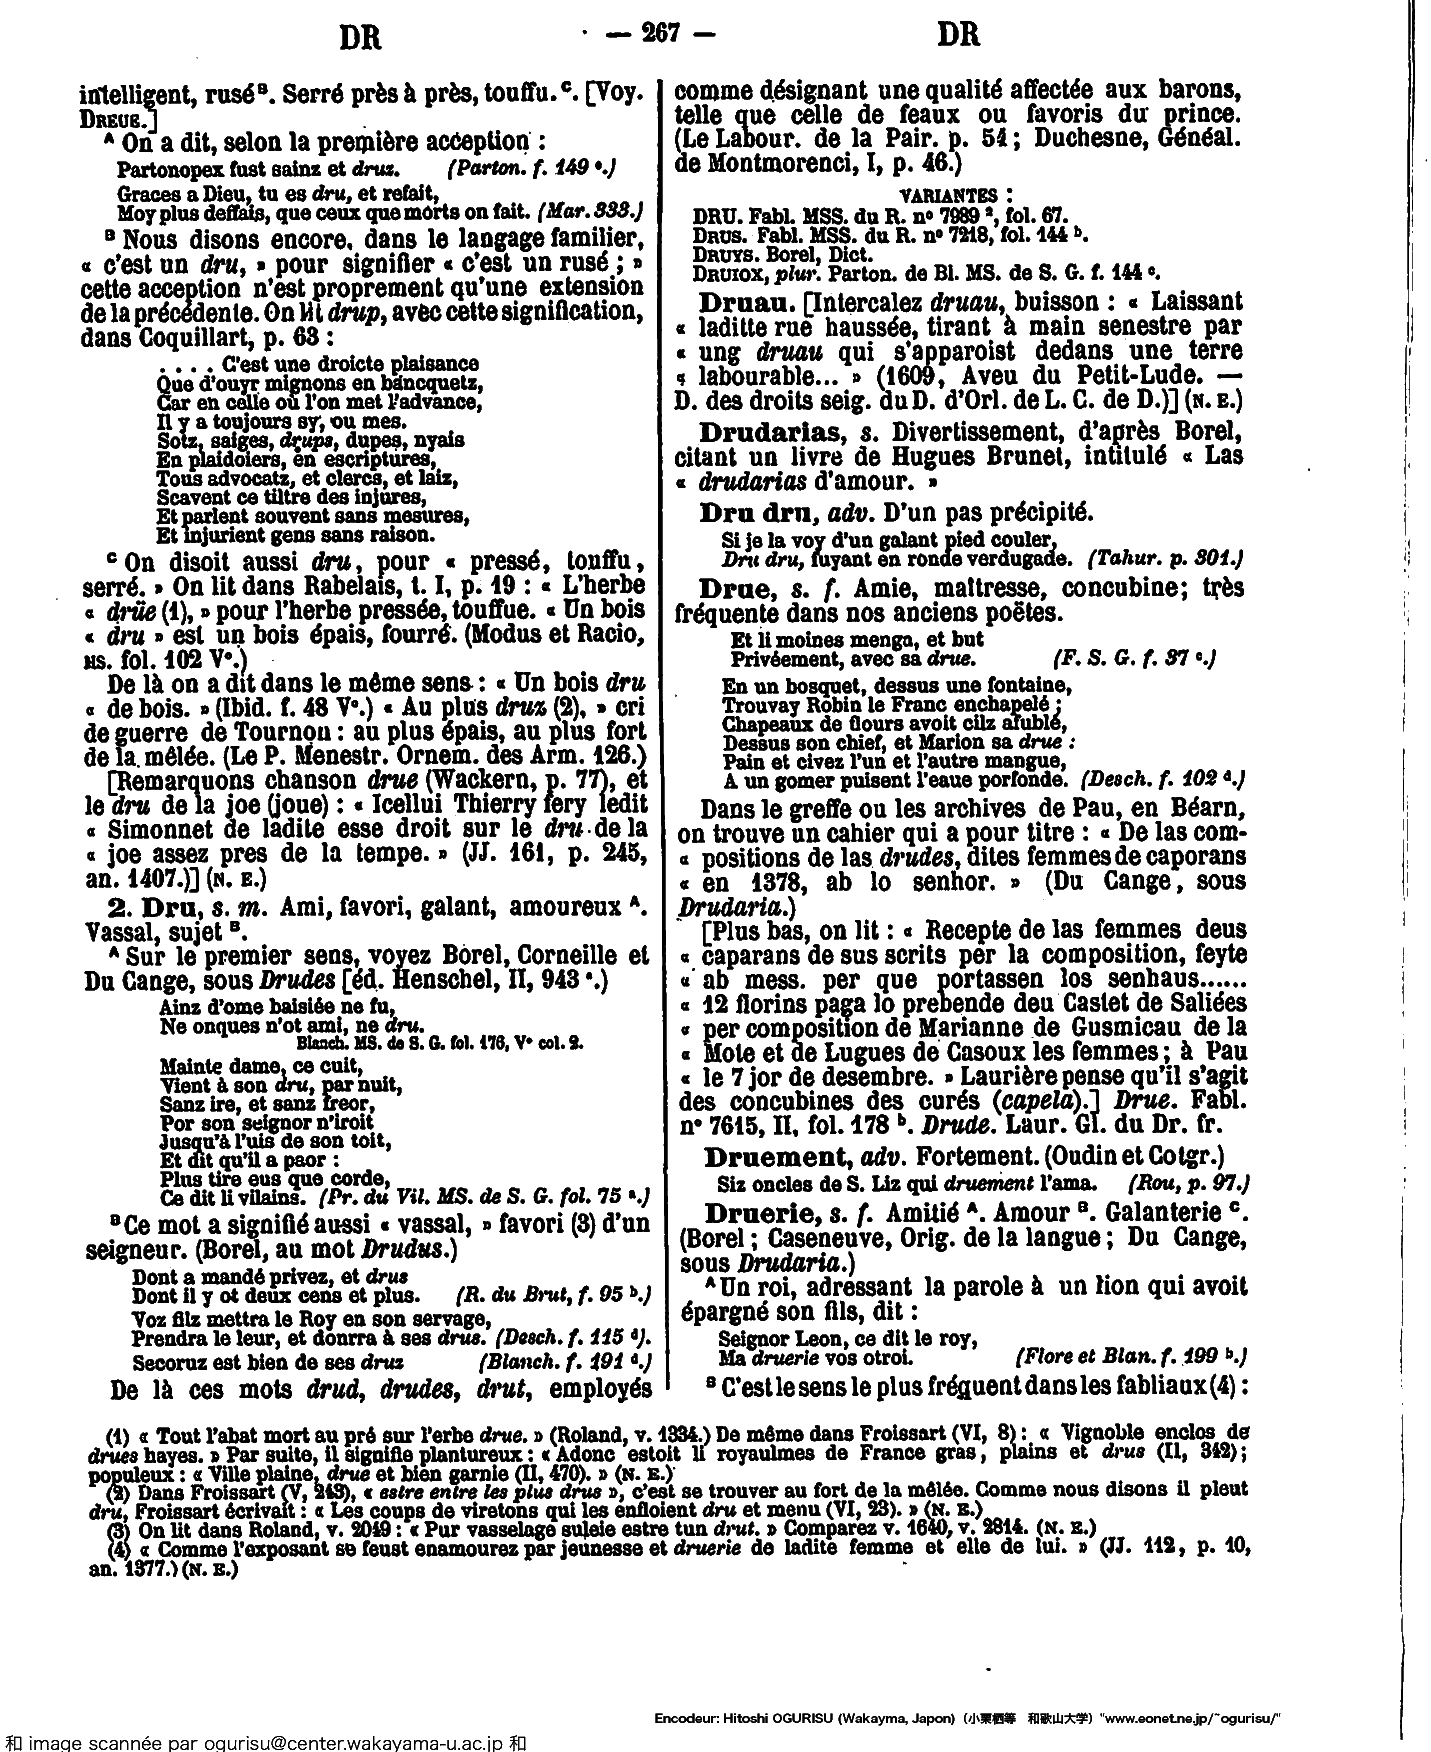 DR — 267 — DR
intelligent, rusé ᴮ. Serré près à près, touffu. ᶜ. [Voy.
DREUE.]
ᴬ On a dit, selon la première acception :
Partonopex fust sainz et druz. (Parton. f. 149 ᶜ.)
Graces a Dieu, tu es dru, et refait,
Moy plus deffais, que ceux que morts on fait. (Mar. 333.)
ᴮ Nous disons encore, dans le langage familier,
« c'est un dru, » pour signifier « c'est un rusé ; »
cette acception n'est proprement qu'une extension
de la précédente. On lit drup, avec cette signification,
dans Coquillart, p. 63 :
. . . . C'est une droicte plaisance
Que d'ouyr mignons en bancquetz,
Car en celle où l'on met l'advance,
Il y a toujours sy, ou mes.
Sotz, saiges, drups, dupes, nyais
En plaidoiers, en escriptures,
Tous advocatz, et clercs, et laiz,
Scavent ce tiltre des injures,
Et parlent souvent sans mesures,
Et injurient gens sans raison.
ᶜ On disoit aussi dru, pour « pressé, touffu,
serré. » On lit dans Rabelais, t. I, p. 19 : « L'herbe
« drüe (1), » pour l'herbe pressée, touffue. « Un bois
« dru » est un bois épais, fourré. (Modus et Racio,
MS. fol. 102 Vᵒ.)
De là on a dit dans le même sens : « Un bois dru
« de bois. » (Ibid. f. 48 Vᵒ.) « Au plus druz (2), » cri
de guerre de Tournon : au plus épais, au plus fort
de la mêlée. (Le P. Menestr. Ornem. des Arm. 126.)
[Remarquons chanson drue (Wackern, p. 77), et
le dru de la joe (joue) : « Icellui Thierry fery ledit
« Simonnet de ladite esse droit sur le dru de la
« joe assez pres de la tempe. » (JJ. 161, p. 245,
an. 1407.)] (N. E.)
2. Dru, s. m. Ami, favori, galant, amoureux ᴬ.
Vassal, sujet ᴮ.
ᴬ Sur le premier sens, voyez Borel, Corneille et
Du Cange, sous Drudes [éd. Henschel, II, 943 ᵃ.)
Ainz d'ome baisiée ne fu,
Ne onques n'ot ami, ne dru.
Blanch. MS. de S. G. fol. 176, Vᵒ col. 2.
Mainte dame, ce cuit,
Vient à son dru, par nuit,
Sanz ire, et sanz freor,
Por son seignor n'iroit
Jusqu'à l'uis de son toit,
Et dit qu'il a paor :
Plus tire eus que corde,
Ce dit li vilains. (Pr. du Vil. MS. de S. G. fol. 75 ᵃ.)
ᴮ Ce mot a signifié aussi « vassal, » favori (3) d'un
seigneur. (Borel, au mot Drudus.)
Dont a mandé privez, et drus
Dont il y ot deux cens et plus. (R. du Brut, f. 95 ᵇ.)
Voz filz mettra le Roy en son servage,
Prendra le leur, et donrra à ses drus. (Desch. f. 115 ᵈ).
Secoruz est bien de ses druz (Blanch. f. 191 ᵈ.)
De là ces mots drud, drudes, drut, employés
comme désignant une qualité affectée aux barons,
telle que celle de feaux ou favoris du prince.
(Le Labour. de la Pair. p. 54 ; Duchesne, Généal.
de Montmorenci, I, p. 46.)
VARIANTES :
DRU. Fabl. MSS. du R. nᵒ 7989 ², fol. 67.
DRUS. Fabl. MSS. du R. nᵒ 7218, fol. 144 ᵇ.
DRUYS. Borel, Dict.
DRUIOX, plur. Parton. de Bl. MS. de S. G. f. 144 ᶜ.
Druau. [Intercalez druau, buisson : « Laissant
« laditte rue haussée, tirant à main senestre par
« ung druau qui s'apparoist dedans une terre
« labourable... » (1609, Aveu du Petit-Lude. —
D. des droits seig. du D. d'Orl. de L. C. de D.)] (N. E.)
Drudarias, s. Divertissement, d'après Borel,
citant un livre de Hugues Brunet, intitulé « Las
« drudarias d'amour. »
Dru dru, adv. D'un pas précipité.
Si je la voy d'un galant pied couler,
Dru dru, fuyant en ronde verdugade. (Tahur. p. 301.)
Drue, s. f. Amie, maîtresse, concubine ; très
fréquente dans nos anciens poëtes.
Et li moines menga, et but
Privéement, avec sa drue. (F. S. G. f. 37 ᶜ.)
En un bosquet, dessus une fontaine,
Trouvay Robin le Franc enchapelé ;
Chapeaux de flours avoit cilz afublé,
Dessus son chief, et Marion sa drue :
Pain et civez l'un et l'autre mangue,
A un gomer puisent l'eaue porfonde. (Desch. f. 102 ᵈ.)
Dans le greffe ou les archives de Pau, en Béarn,
on trouve un cahier qui a pour titre : « De las com-
« positions de las drudes, dites femmes de caporans
« en 1378, ab lo senhor. » (Du Cange, sous
Drudaria.)
[Plus bas, on lit : « Recepte de las femmes deus
« caparans de sus scrits per la composition, feyte
« ab mess. per que portassen los senhaus......
« 12 florins paga lo prebende deu Castet de Saliées
« per composition de Marianne de Gusmicau de la
« Mote et de Lugues de Casoux les femmes ; à Pau
« le 7 jor de desembre. » Laurière pense qu'il s'agit
des concubines des curés (capela).] Drue. Fabl.
nᵒ 7615, II, fol. 178 ᵇ. Drude. Laur. Gl. du Dr. fr.
Druement, adv. Fortement. (Oudin et Cotgr.)
Siz oncles de S. Liz qui druement l'ama. (Rou, p. 97.)
Druerie, s. f. Amitié ᴬ. Amour ᴮ. Galanterie ᶜ.
(Borel ; Caseneuve, Orig. de la langue ; Du Cange,
sous Drudaria.)
ᴬ Un roi, adressant la parole à un lion qui avoit
épargné son fils, dit :
Seignor Leon, ce dit le roy,
Ma druerie vos otroi. (Flore et Blan. f. 199 ᵇ.)
ᴮ C'est le sens le plus fréquent dans les fabliaux (4) :
(1) « Tout l'abat mort au pré sur l'erbe drue. » (Roland, v. 1334.) De même dans Froissart (VI, 8) : « Vignoble enclos de
drues hayes. » Par suite, il signifie plantureux : « Adonc estoit li royaulmes de France gras, plains et drus (II, 342) ;
populeux : « Ville plaine, drue et bien garnie (II, 470). » (N. E.)
(2) Dans Froissart (V, 243), « estre entre les plus drus », c'est se trouver au fort de la mêlée. Comme nous disons il pleut
dru, Froissart écrivait : « Les coups de viretons qui les enfloient dru et menu (VI, 23). » (N. E.)
(3) On lit dans Roland, v. 2049 : « Pur vasselage suleie estre tun drut. » Comparez v. 1640, v. 2814. (N. E.)
(4) « Comme l'exposant se feust enamourez par jeunesse et druerie de ladite femme et elle de lui. » (JJ. 112, p. 10,
an. 1377.) (N. E.)
Encodeur: Hitoshi OGURISU (Wakayma, Japon) (小栗栖等 和歌山大学) "www.eonet.ne.jp/~ogurisu/"
和 image scannée par ogurisu@center.wakayama-u.ac.jp 和